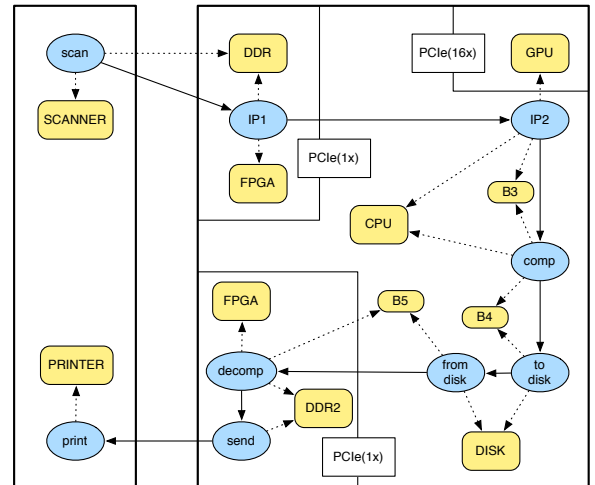 scan
DDR
PCIe(16x)
GPU
SCANNER
IP1
IP2
PCIe(1x)
FPGA
B3
CPU
comp
FPGA
B5
B4
PRINTER
decomp
from
disk
to
disk
DDR2
print
send
PCIe(1x)
DISK